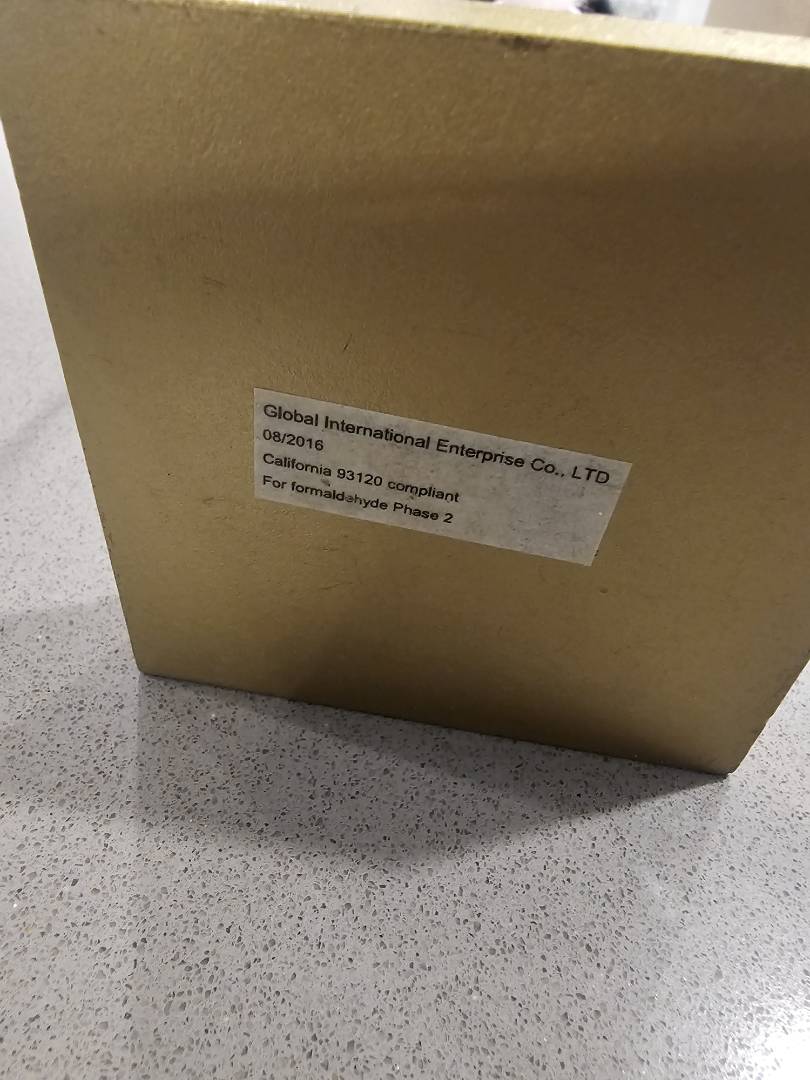 Global International Enterprise Co., LTD
08/2016
California 93120 compliant
For formaldehyde Phase 2